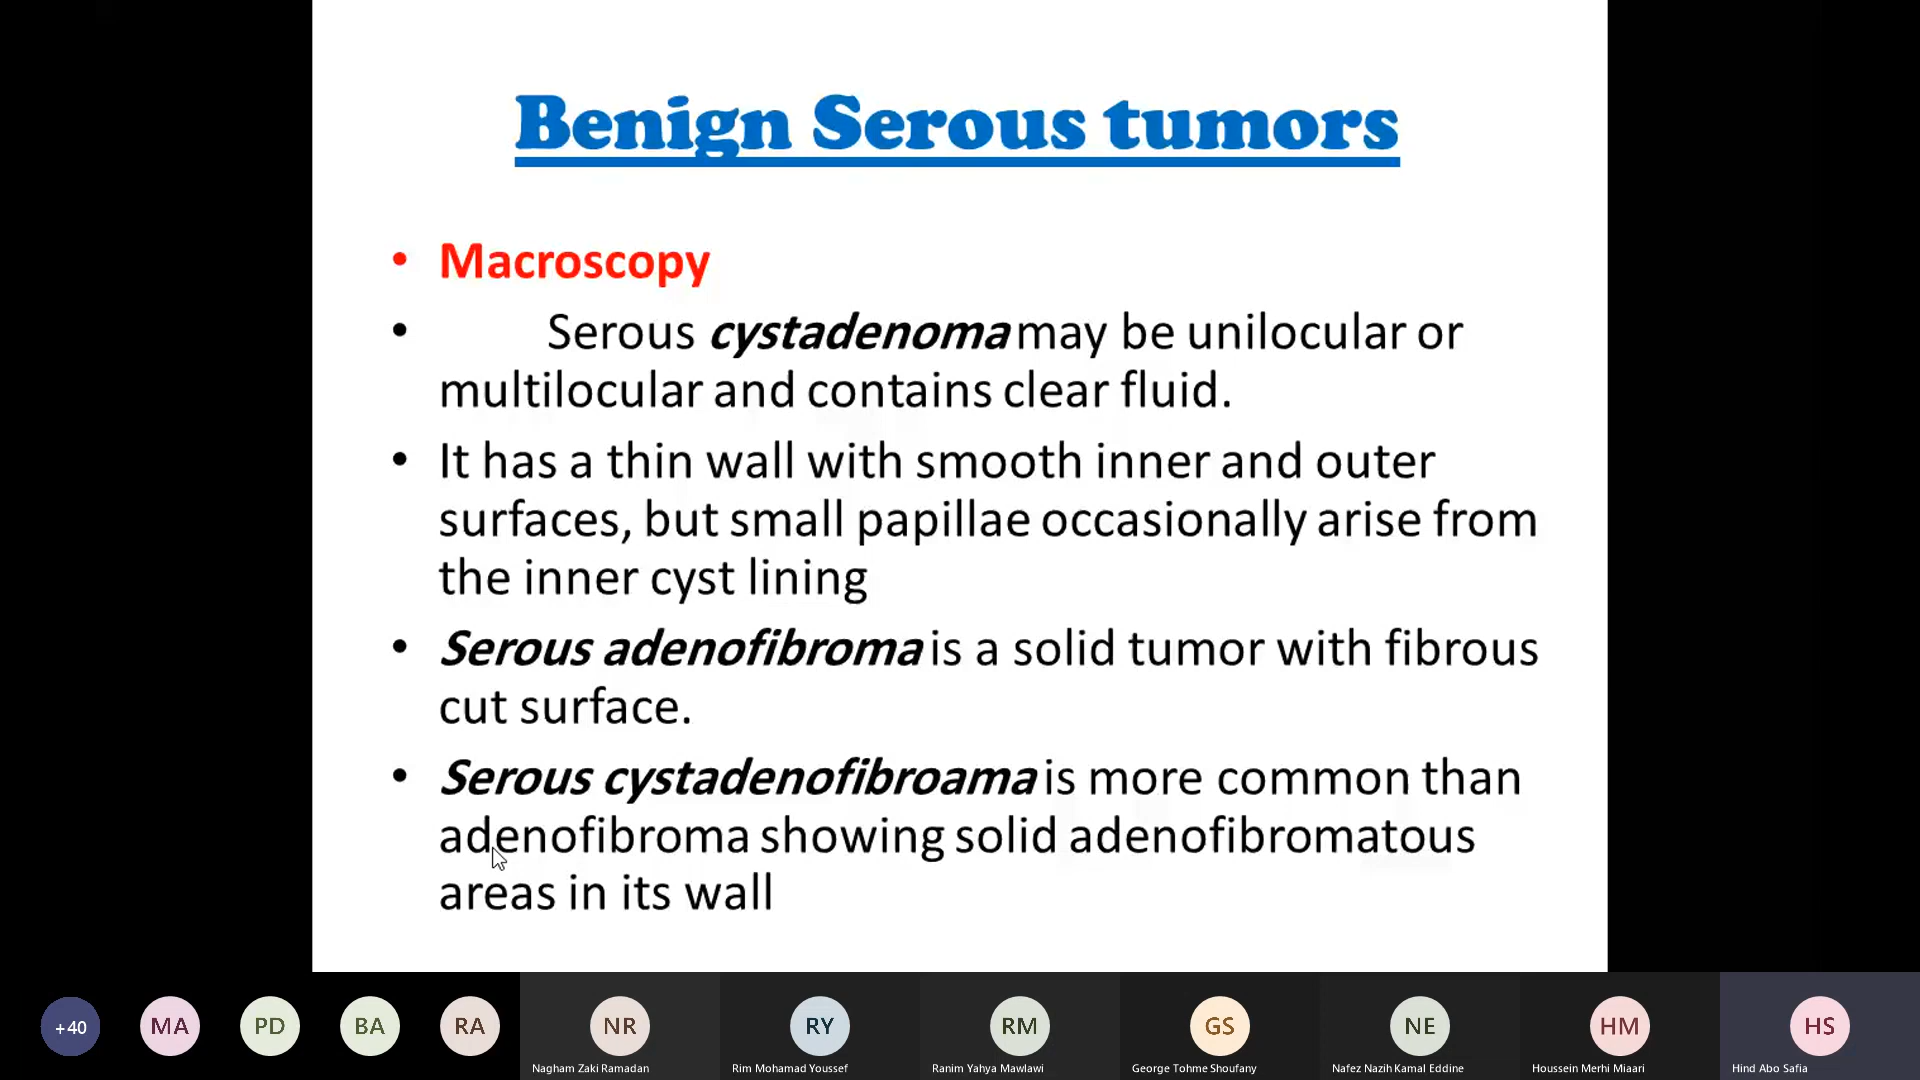 Benign Serous tumors
• Macroscopy
• Serous cystadenoma may be unilocular or
multilocular and contains clear fluid.
• It has a thin wall with smooth inner and outer
surfaces, but small papillae occasionally arise from
the inner cyst lining
• Serous adenofibroma is a solid tumor with fibrous
cut surface.
• Serous cystadenofibroama is more common than
adenofibroma showing solid adenofibromatous
areas in its wall
+40 MA PD BA RA NR RY RM GS NE HM HS
Nagham Zaki Ramadan Rim Mohamad Youssef Ranim Yahya Mawlawi George Tohme Shoufany Nafez Nazih Kamal Eddine Houssein Merhi Miaari Hind Abo Safia